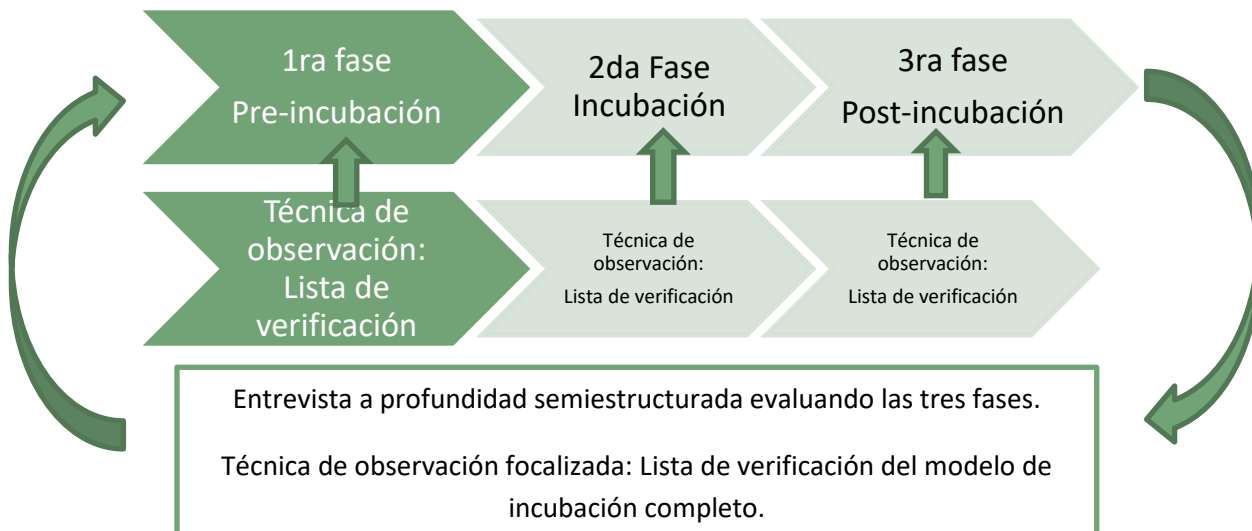 1ra fase
Pre-incubación
2da Fase
Incubación
3ra fase
Post-incubación
Técnica de
observación:
Lista de
verificación
Técnica de
observación:
Lista de verificación
Técnica de
observación:
Lista de verificación
Entrevista a profundidad semiestructurada evaluando las tres fases.
Técnica de observación focalizada: Lista de verificación del modelo de
incubación completo.